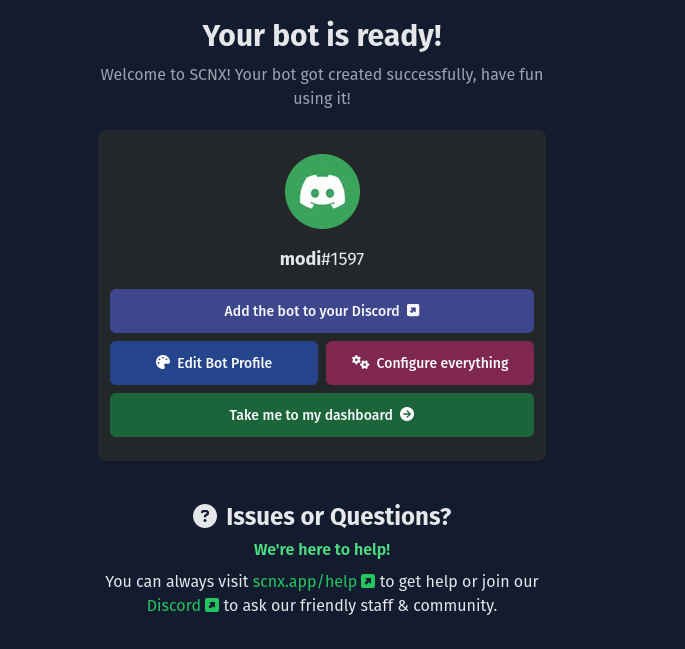 Your bot is ready!
Welcome to SCNX! Your bot got created successfully, have fun
using it!
modi#1597
Add the bot to your Discord
Edit Bot Profile
Configure everything
Take me to my dashboard
Issues or Questions?
We're here to help!
You can always visit scnx.app/help to get help or join our
Discord to ask our friendly staff & community.